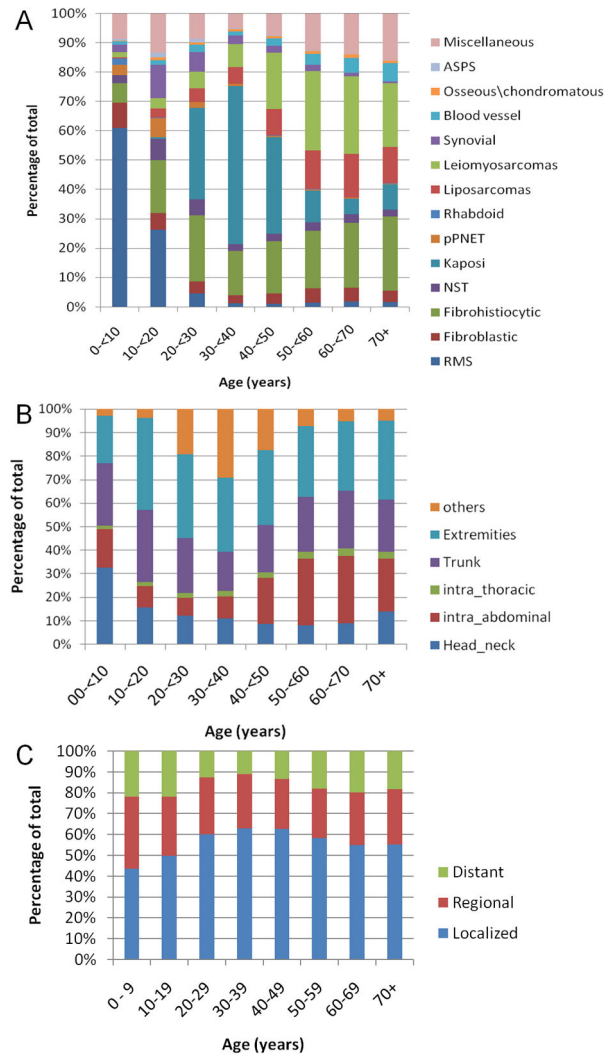 A
Percentage of total
100%
90%
80%
70%
60%
50%
40%
30%
20%
10%
0%
0-<10
10-<20
20-<30
30-<40
40-<50
50-<60
60-<70
70+
Age (years)
Miscellaneous
ASPS
Osseous\chondromatous
Blood vessel
Synovial
Leiomyosarcomas
Liposarcomas
Rhabdoid
pPNET
Kaposi
NST
Fibrohistiocytic
Fibroblastic
RMS
B
Percentage of total
100%
90%
80%
70%
60%
50%
40%
30%
20%
10%
0%
00-<10
10-<20
20-<30
30-<40
40-<50
50-<60
60-<70
70+
Age (years)
others
Extremities
Trunk
intra_thoracic
intra_abdominal
Head_neck
C
Percentage of total
100%
90%
80%
70%
60%
50%
40%
30%
20%
10%
0%
0 - 9
10-19
20-29
30-39
40-49
50-59
60-69
70+
Age (years)
Distant
Regional
Localized